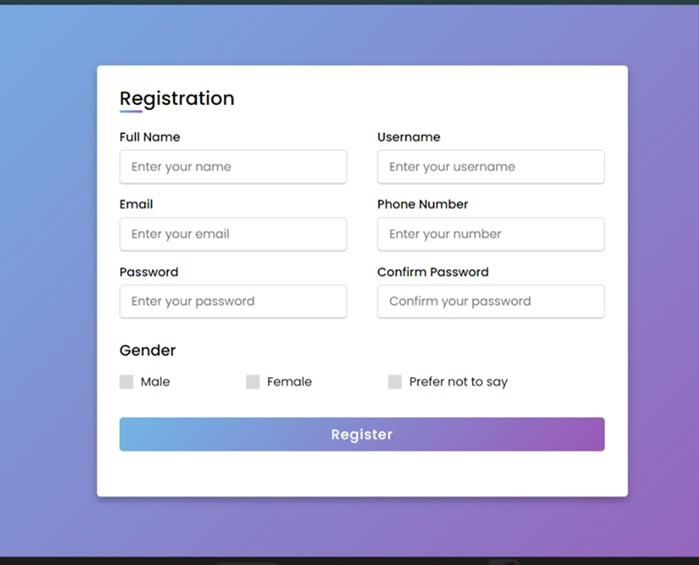 Registration
Full Name Username
Enter your name Enter your username
Email Phone Number
Enter your email Enter your number
Password Confirm Password
Enter your password Confirm your password
Gender
Male Female Prefer not to say
Register